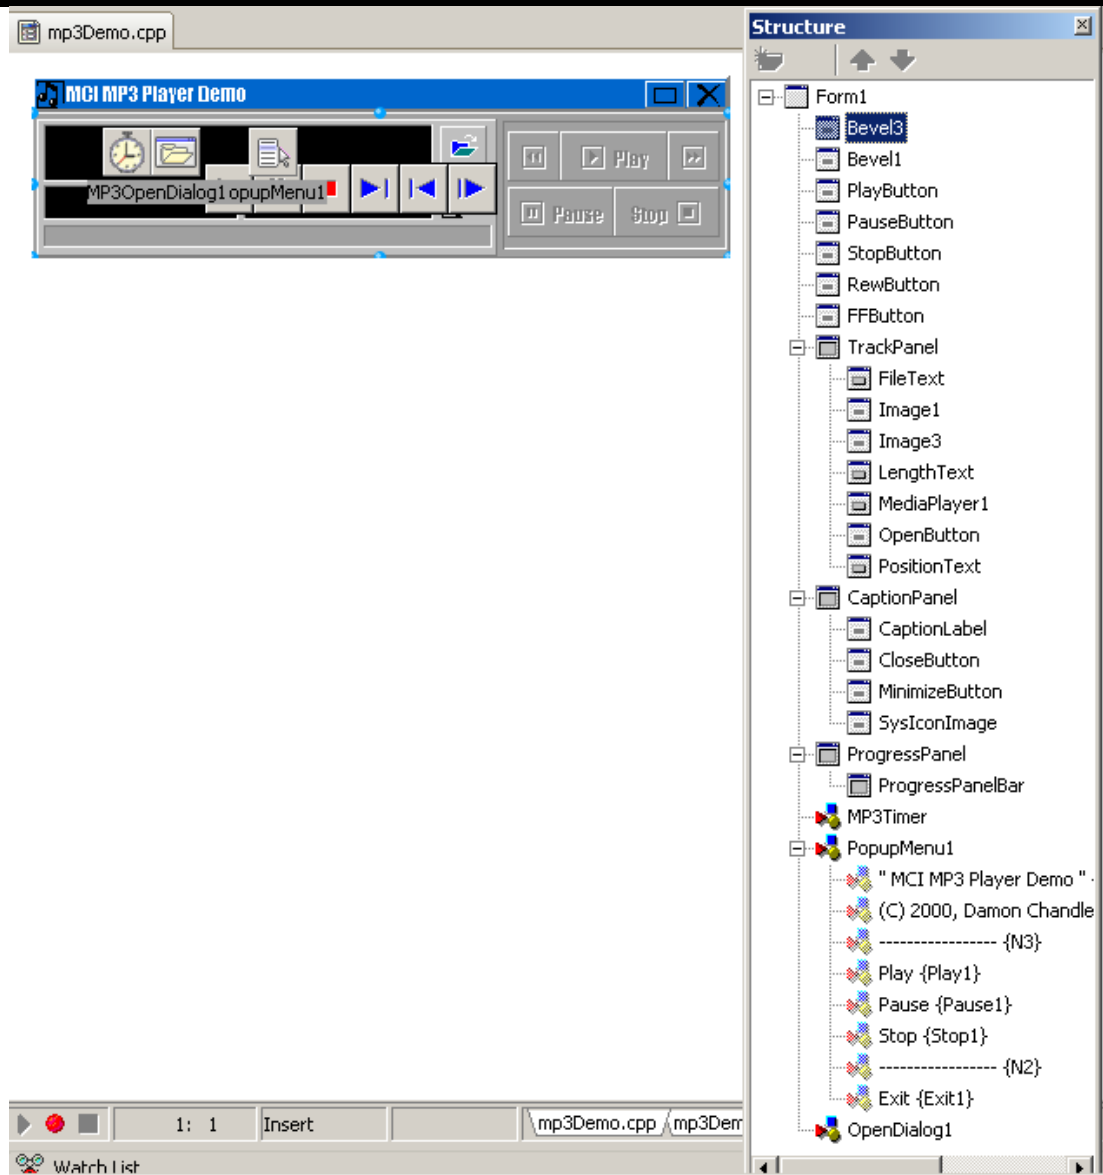 mp3Demo.cpp
MCI MP3 Player Demo
MP3OpenDialog1opupMenu1
Play
Pause
Stop
1: 1
Insert
mp3Demo.cpp
mp3Dem
Watch List
Structure
Form1
Bevel3
Bevel1
PlayButton
PauseButton
StopButton
RewButton
FFButton
TrackPanel
FileText
Image1
Image3
LengthText
MediaPlayer1
OpenButton
PositionText
CaptionPanel
CaptionLabel
CloseButton
MinimizeButton
SysIconImage
ProgressPanel
ProgressPanelBar
MP3Timer
PopupMenu1
" MCI MP3 Player Demo " -
(C) 2000, Damon Chandle
----------------- {N3}
Play {Play1}
Pause {Pause1}
Stop {Stop1}
----------------- {N2}
Exit {Exit1}
OpenDialog1